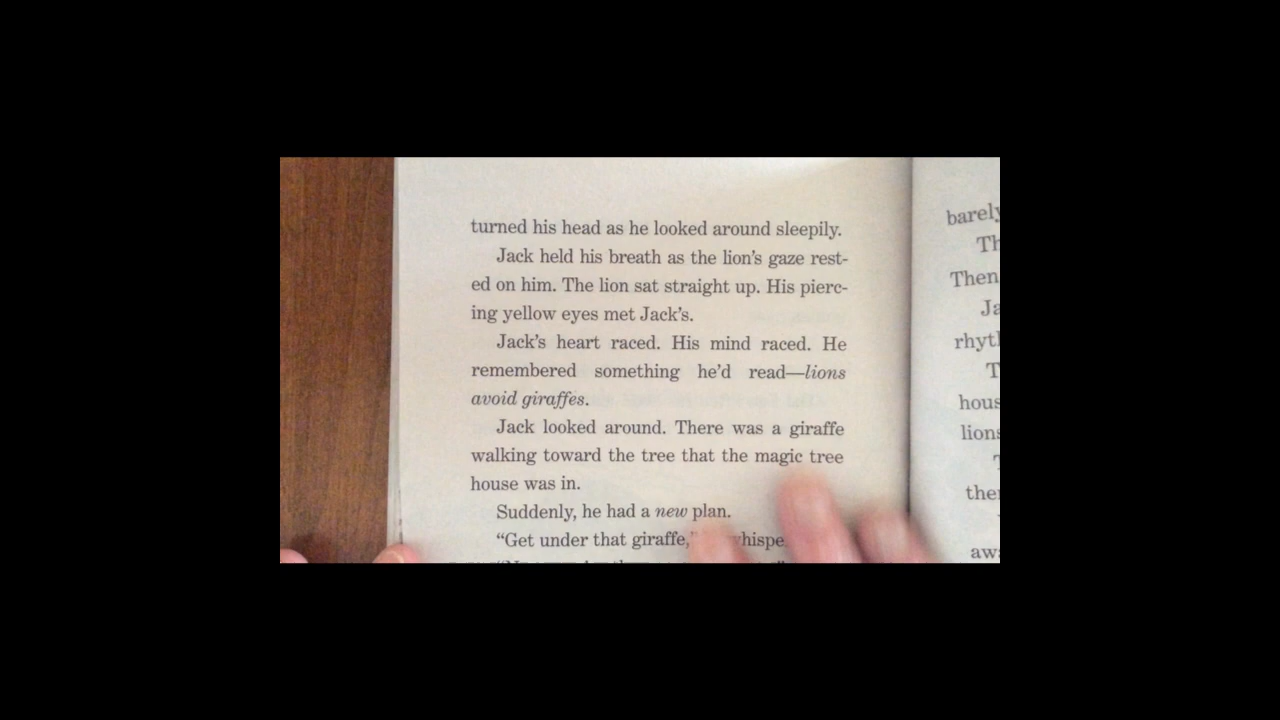 turned his head as he looked around sleepily.
Jack held his breath as the lion's gaze rest-
ed on him. The lion sat straight up. His pierc-
ing yellow eyes met Jack's.
Jack's heart raced. His mind raced. He
remembered something he'd read—lions
avoid giraffes.
Jack looked around. There was a giraffe
walking toward the tree that the magic tree
house was in.
Suddenly, he had a new plan.
“Get under that giraffe,”
barely
Th
Then
Ja
rhyth
T
hous
lions
T
the
awa